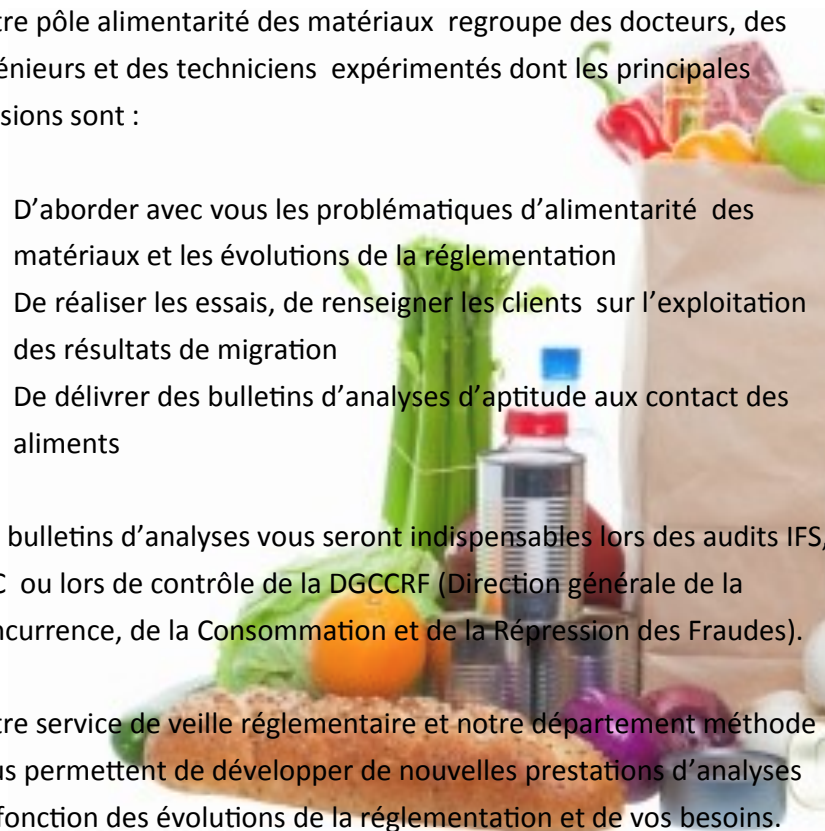 tre pôle alimentarité des matériaux regroupe des docteurs, des
énieurs et des techniciens expérimentés dont les principales
sions sont :
D'aborder avec vous les problématiques d'alimentarité des
matériaux et les évolutions de la réglementation
De réaliser les essais, de renseigner les clients sur l'exploitation
des résultats de migration
De délivrer des bulletins d'analyses d'aptitude aux contact des
aliments
bulletins d'analyses vous seront indispensables lors des audits IFS,
C ou lors de contrôle de la DGCCRF (Direction générale de la
ncurrence, de la Consommation et de la Répression des Fraudes).
tre service de veille réglementaire et notre département méthode
us permettent de développer de nouvelles prestations d'analyses
fonction des évolutions de la réglementation et de vos besoins.